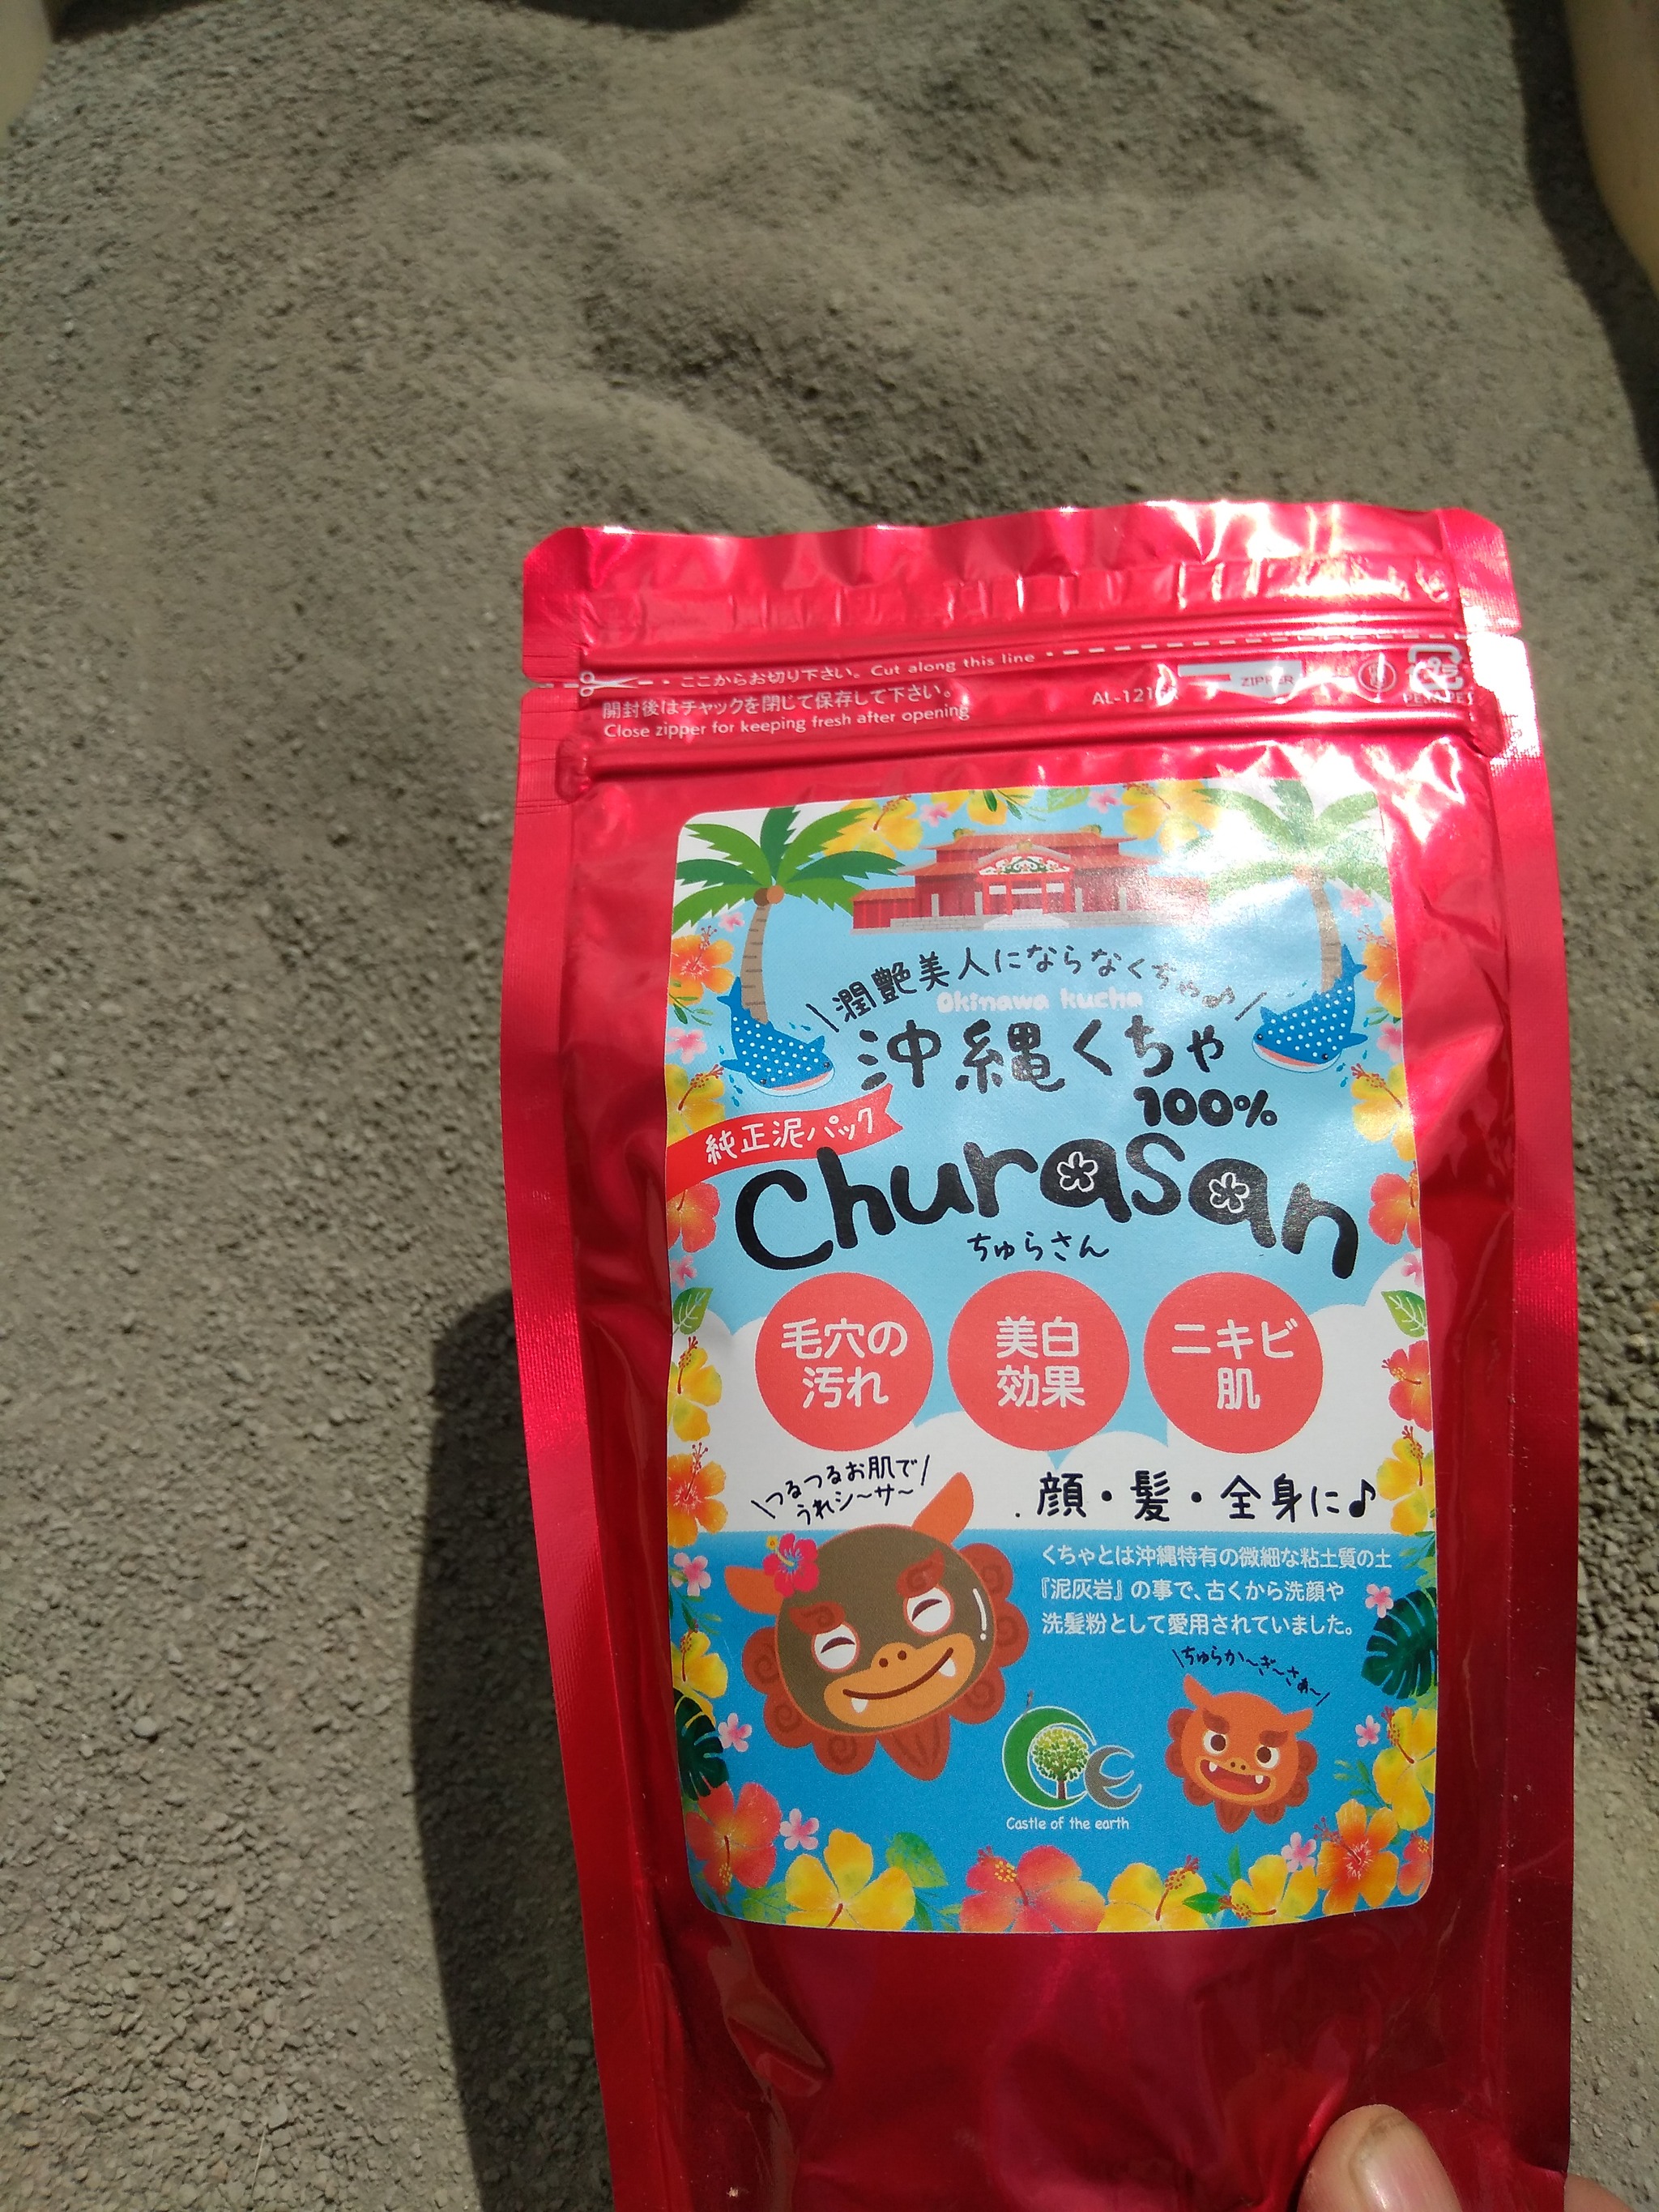 ここからお切り下さい。Cut along this line
開封後はチャックを閉じて保存して下さい。
Close zipper for keeping fresh after opening
ZIPPER
プラ
潤艶美人にならなくちゃ
Okinawa kucha
沖縄くちゃ
100%
純正泥パック
Churasan
ちゅらさん
毛穴の
汚れ
美白
効果
ニキビ
肌
つるつるお肌で
うれシ〜サ〜
顔・髪・全身に♪
くちゃとは沖縄特有の微細な粘土質の土
『泥灰岩』の事で、古くから洗顔や
洗髪粉として愛用されていました。
ちゅらか〜ぎ〜さぁ〜
Castle of the earth